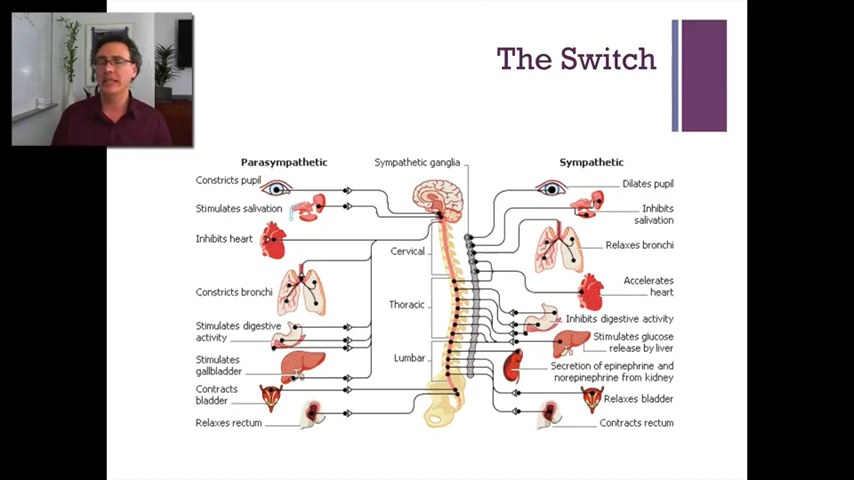 The Switch
Parasympathetic
Constricts pupil
Stimulates salivation
Inhibits heart
Constricts bronchi
Stimulates digestive
activity
Stimulates
gallbladder
Contracts
bladder
Relaxes rectum
Sympathetic ganglia
Cervical
Thoracic
Lumbar
Sympathetic
Dilates pupil
Inhibits
salivation
Relaxes bronchi
Accelerates
heart
Inhibits digestive activity
Stimulates glucose
release by liver
Secretion of epinephrine and
norepinephrine from kidney
Relaxes bladder
Contracts rectum